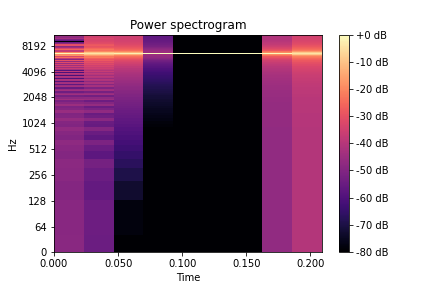 Power spectrogram
8192
4096
2048
1024
512
256
128
64
0
Hz
0.000 0.050 0.100 0.150 0.200
Time
+0 dB
-10 dB
-20 dB
-30 dB
-40 dB
-50 dB
-60 dB
-70 dB
-80 dB